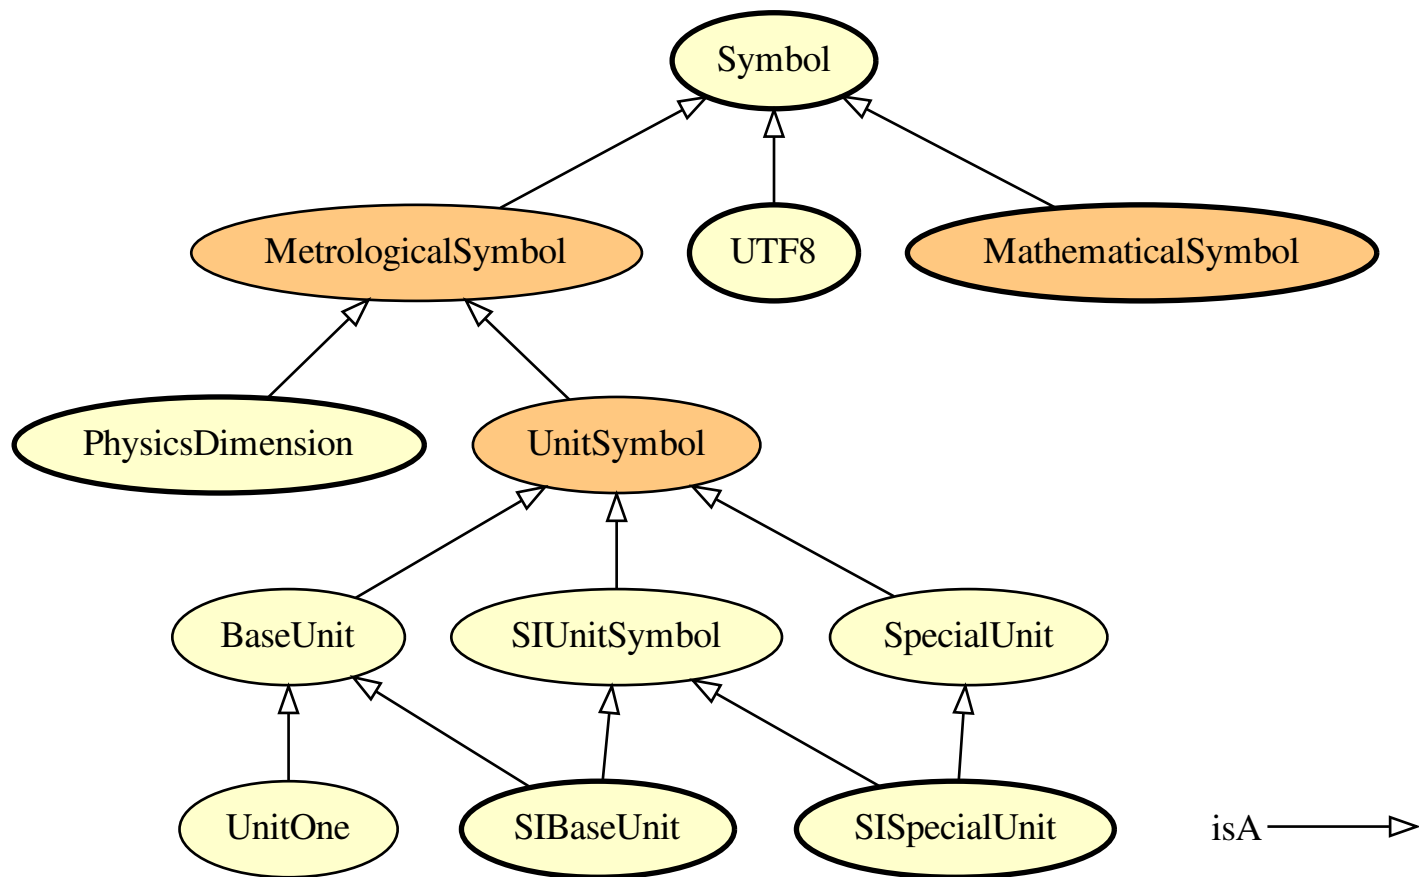 Symbol
MetrologicalSymbol
UTF8
MathematicalSymbol
PhysicsDimension
UnitSymbol
BaseUnit
SIUnitSymbol
SpecialUnit
UnitOne
SIBaseUnit
SISpecialUnit
isA